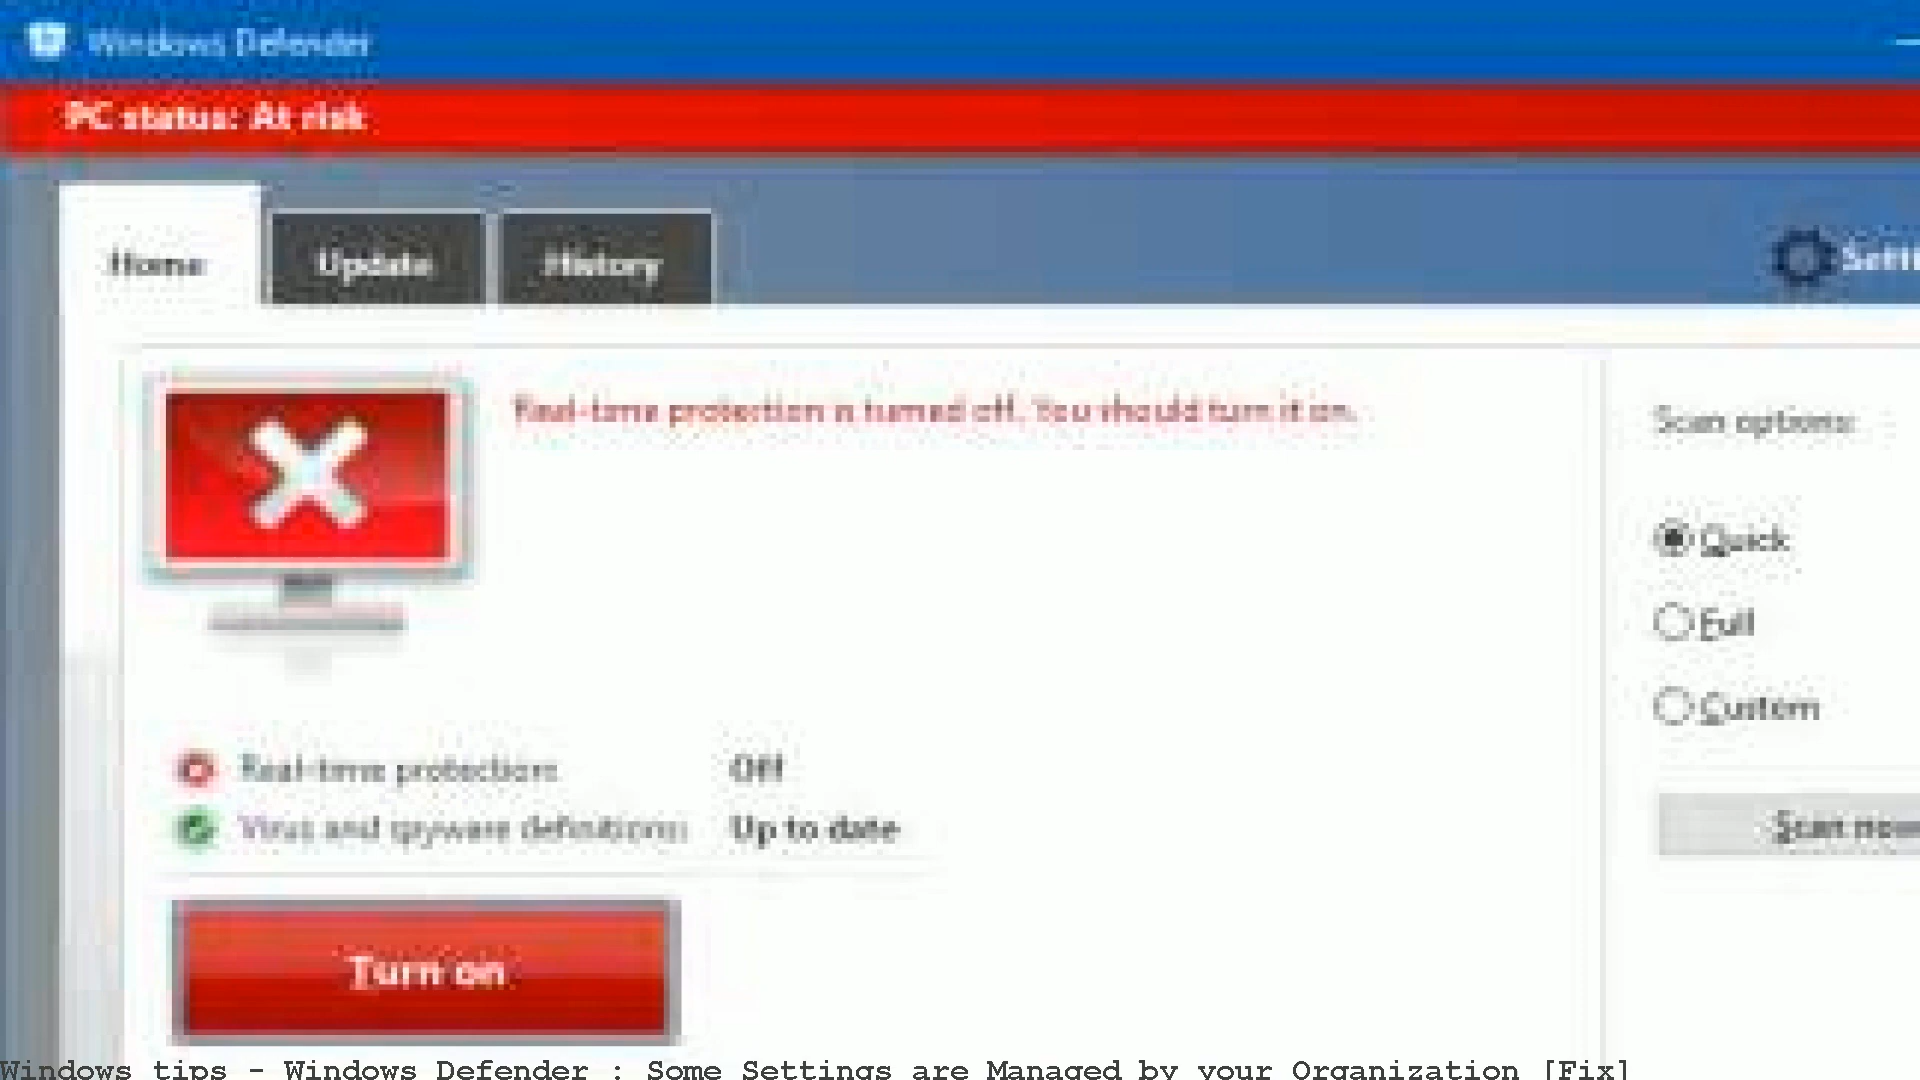 Windows Defender
PC status: At risk
Home
Update
History
Real-time protection is turned off. You should turn it on.
Scan options:
Quick
Full
Custom
Real-time protection: Off
Virus and spyware definitions: Up to date
Scan now
Turn on
Windows tips - Windows Defender : Some Settings are Managed by your Organization [Fix]